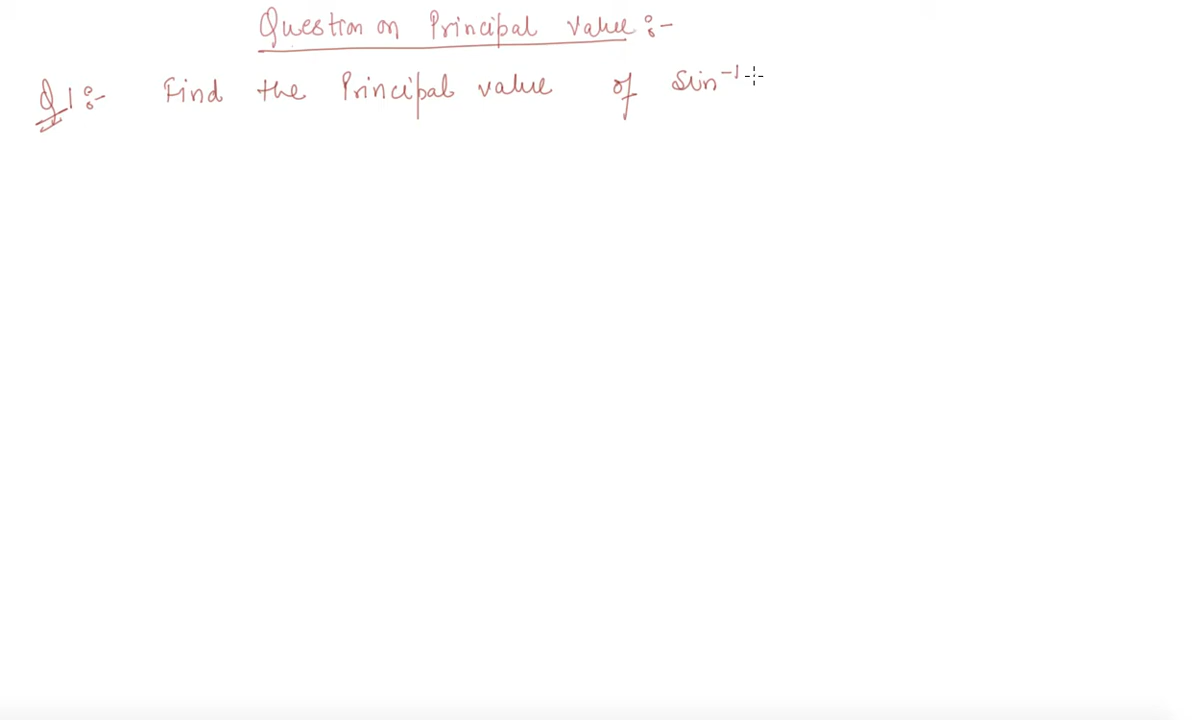 Question on Principal Value :-
Q1:- Find the Principal value of Sin⁻¹